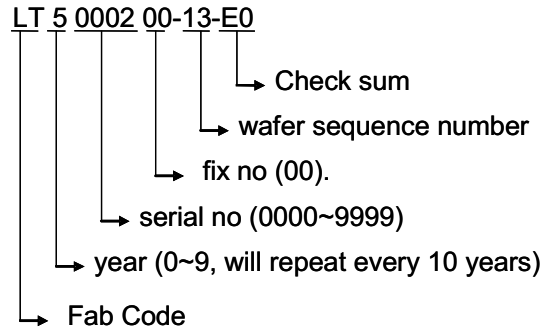 LT 5 0002 00-13-E0
Check sum
wafer sequence number
fix no (00).
serial no (0000~9999)
year (0~9, will repeat every 10 years)
Fab Code